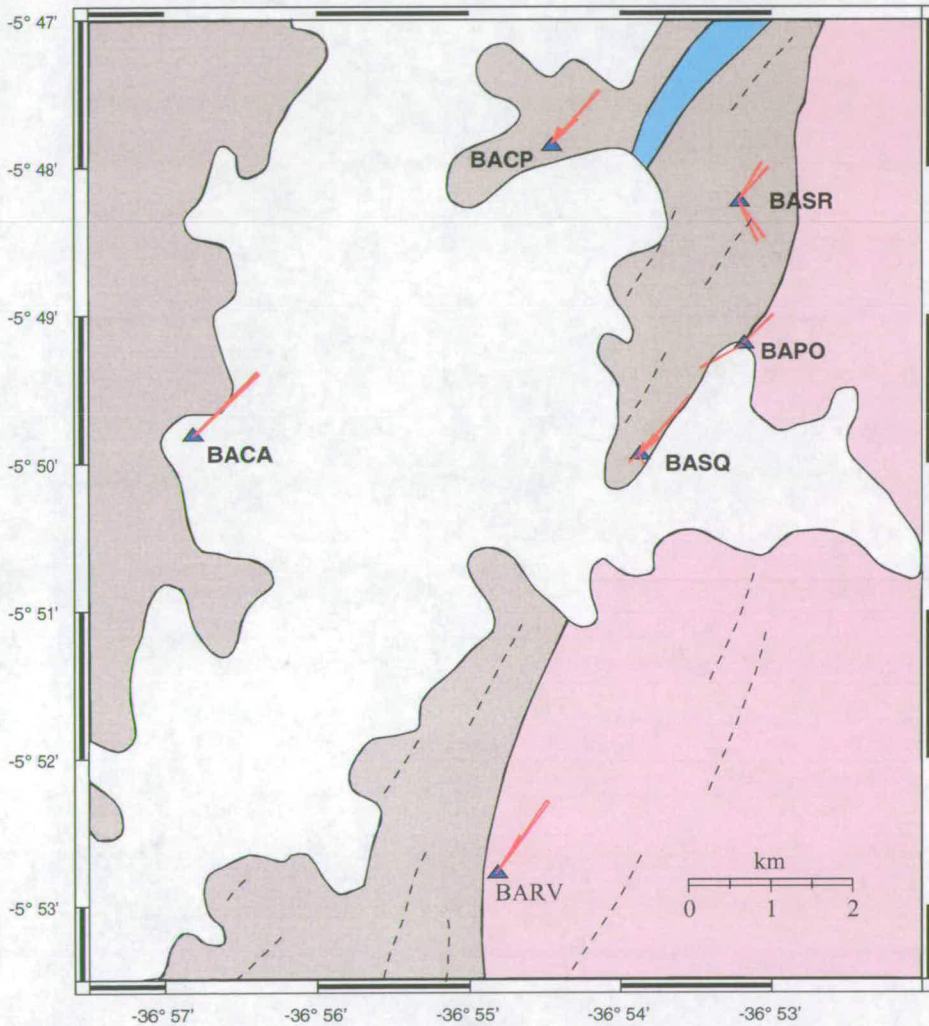 -5° 47'
BACP
-5° 48'
BASR
-5° 49'
BAPO
BACA
BASQ
-5° 50'
-5° 51'
-5° 52'
km
BARV
0 1 2
-5° 53'
-36° 57' -36° 56' -36° 55' -36° 54' -36° 53'